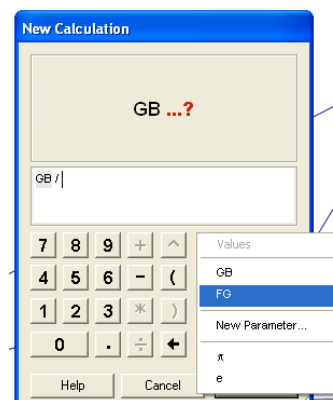 New Calculation
GB ...?
GB /
7 8 9 + ^
4 5 6 - (
1 2 3 * )
0 . ÷
Help Cancel
Values
GB
FG
New Parameter...
π
e